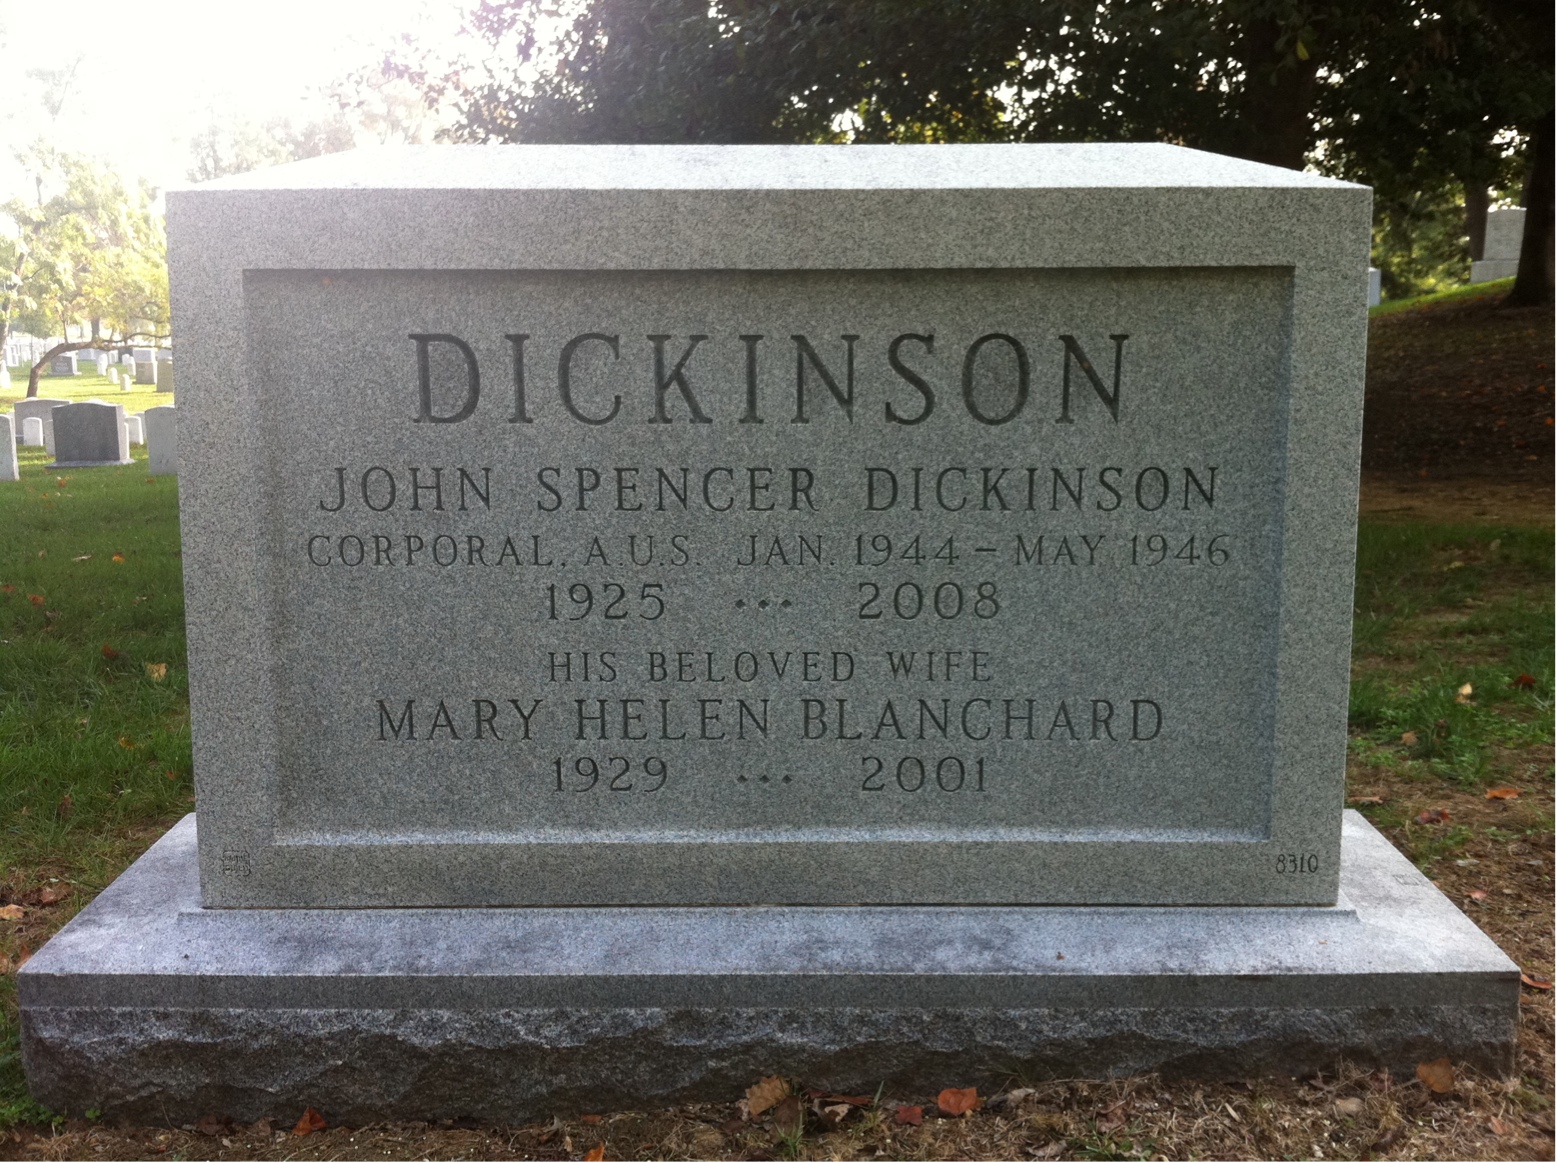 DICKINSON
JOHN SPENCER DICKINSON
CORPORAL, A.U.S. JAN. 1944 – MAY 1946
1925 ••• 2008
HIS BELOVED WIFE
MARY HELEN BLANCHARD
1929 ••• 2001
8310